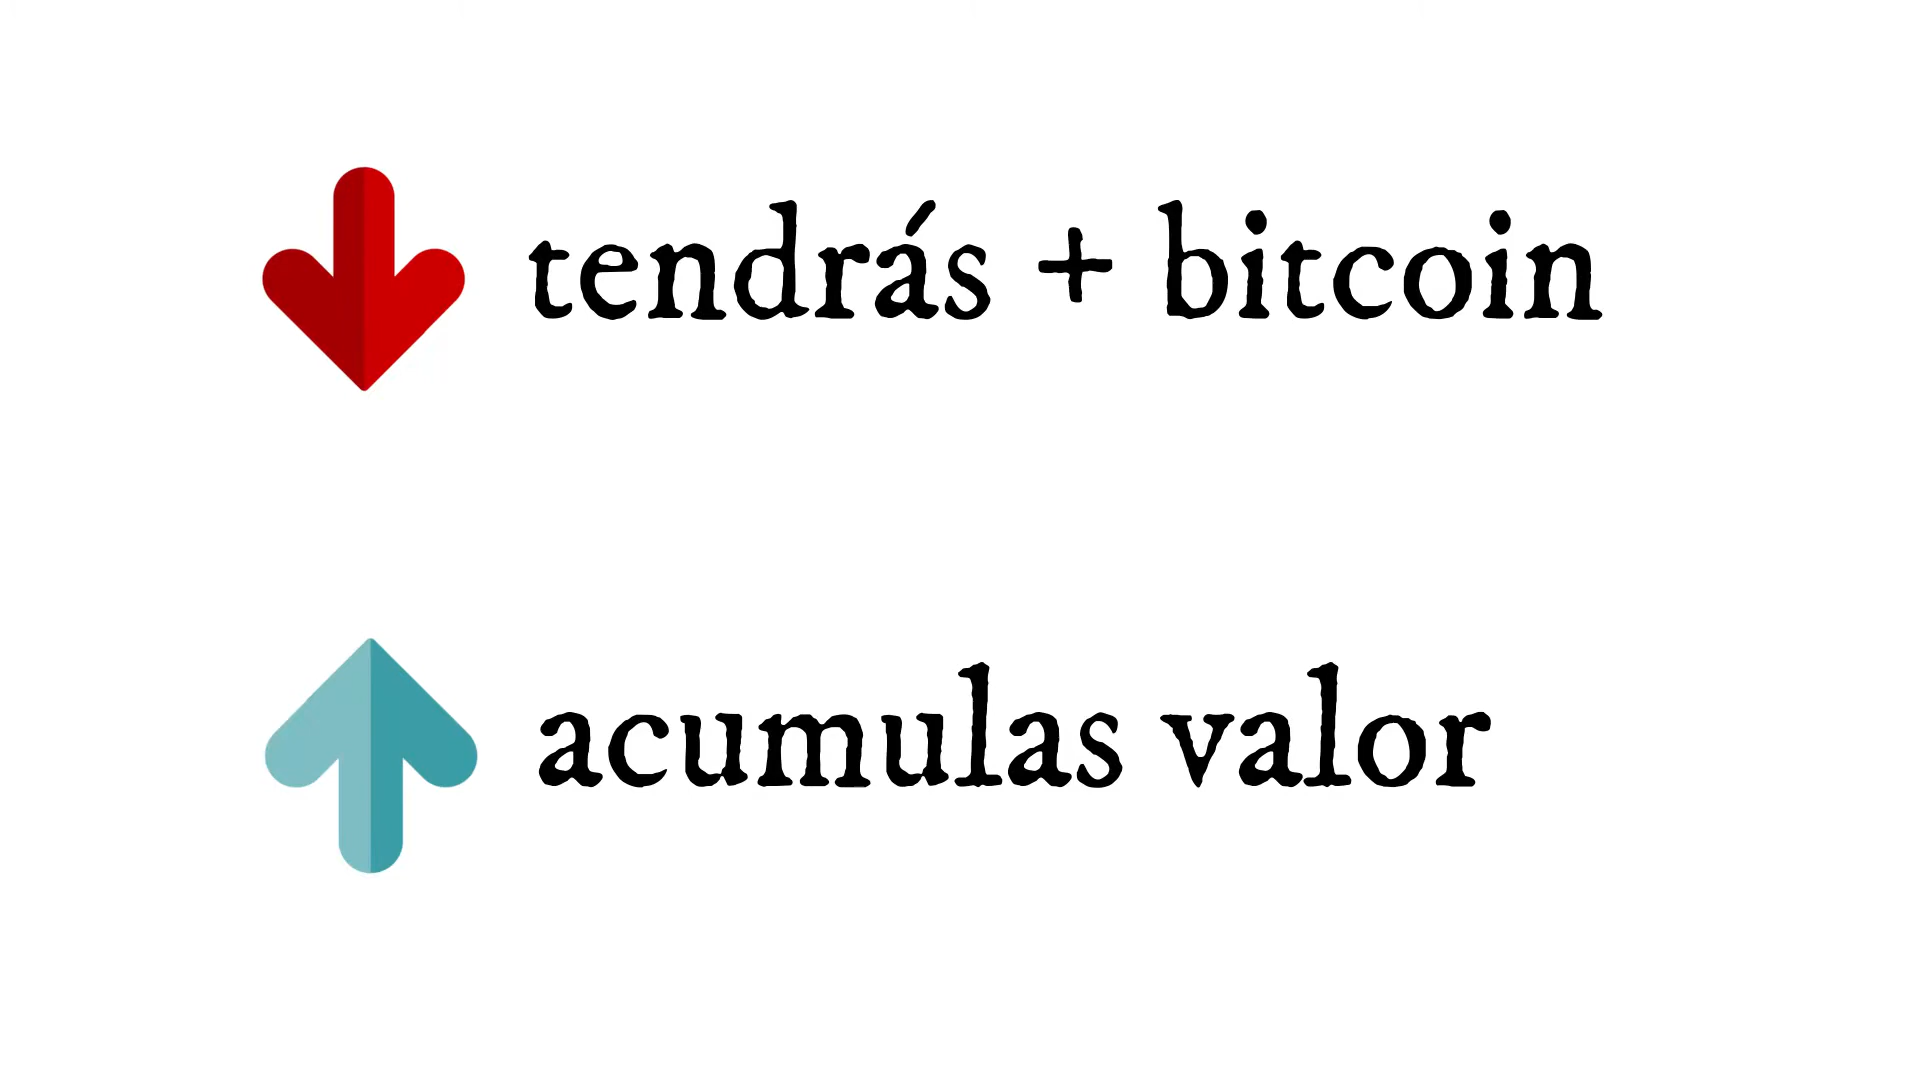 tendrás + bitcoin
acumulas valor